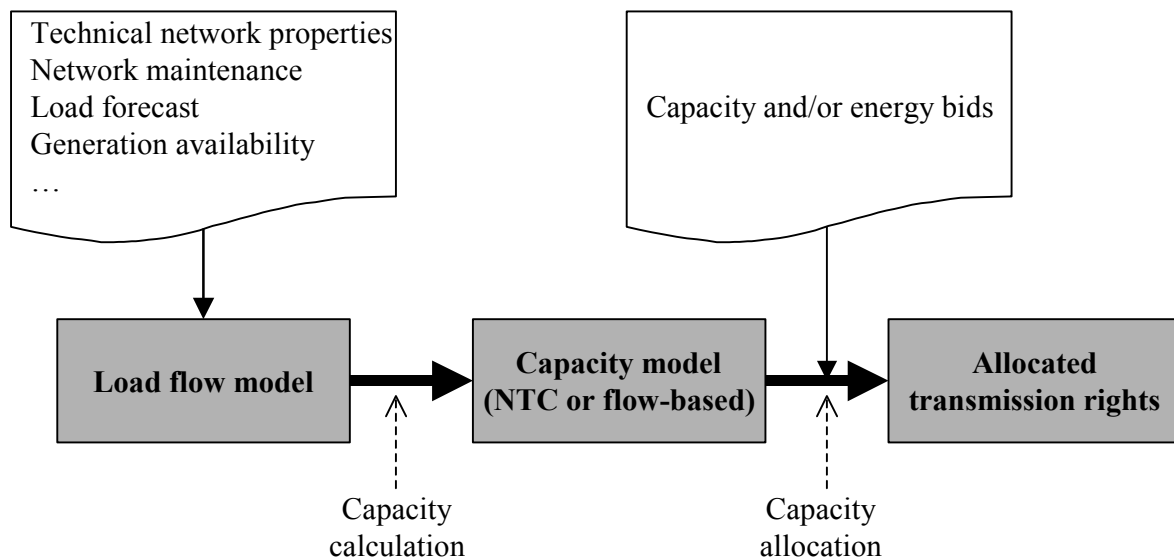 Technical network properties
Network maintenance
Load forecast
Generation availability
…
Capacity and/or energy bids
Load flow model
Capacity model
(NTC or flow-based)
Allocated
transmission rights
Capacity
calculation
Capacity
allocation